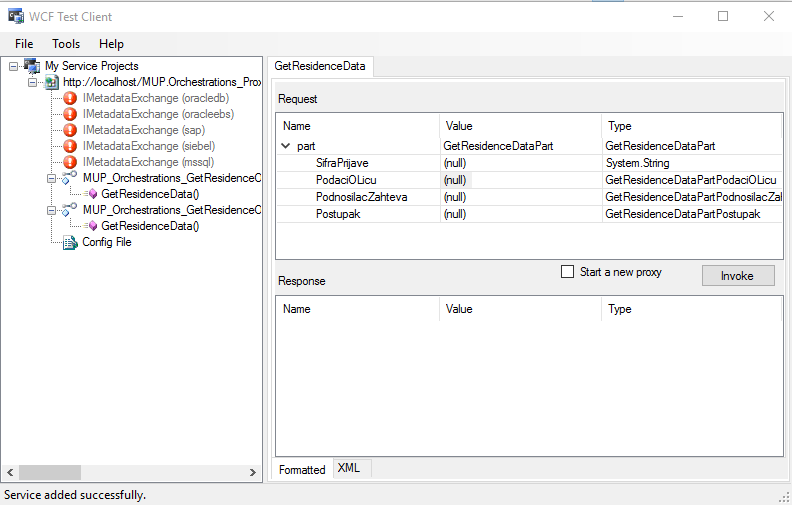 WCF Test Client
File Tools Help
My Service Projects
http://localhost/MUP.Orchestrations_Prox
IMetadataExchange (oracledb)
IMetadataExchange (oracleebs)
IMetadataExchange (sap)
IMetadataExchange (siebel)
IMetadataExchange (mssql)
MUP_Orchestrations_GetResidenceC
GetResidenceData()
MUP_Orchestrations_GetResidenceC
GetResidenceData()
Config File
GetResidenceData
Request
Name Value Type
part GetResidenceDataPart GetResidenceDataPart
SifraPrijave (null) System.String
PodaciOLicu (null) GetResidenceDataPartPodaciOLicu
PodnosilacZahteva (null) GetResidenceDataPartPodnosilacZal
Postupak (null) GetResidenceDataPartPostupak
Start a new proxy Invoke
Response
Name Value Type
Formatted XML
Service added successfully.